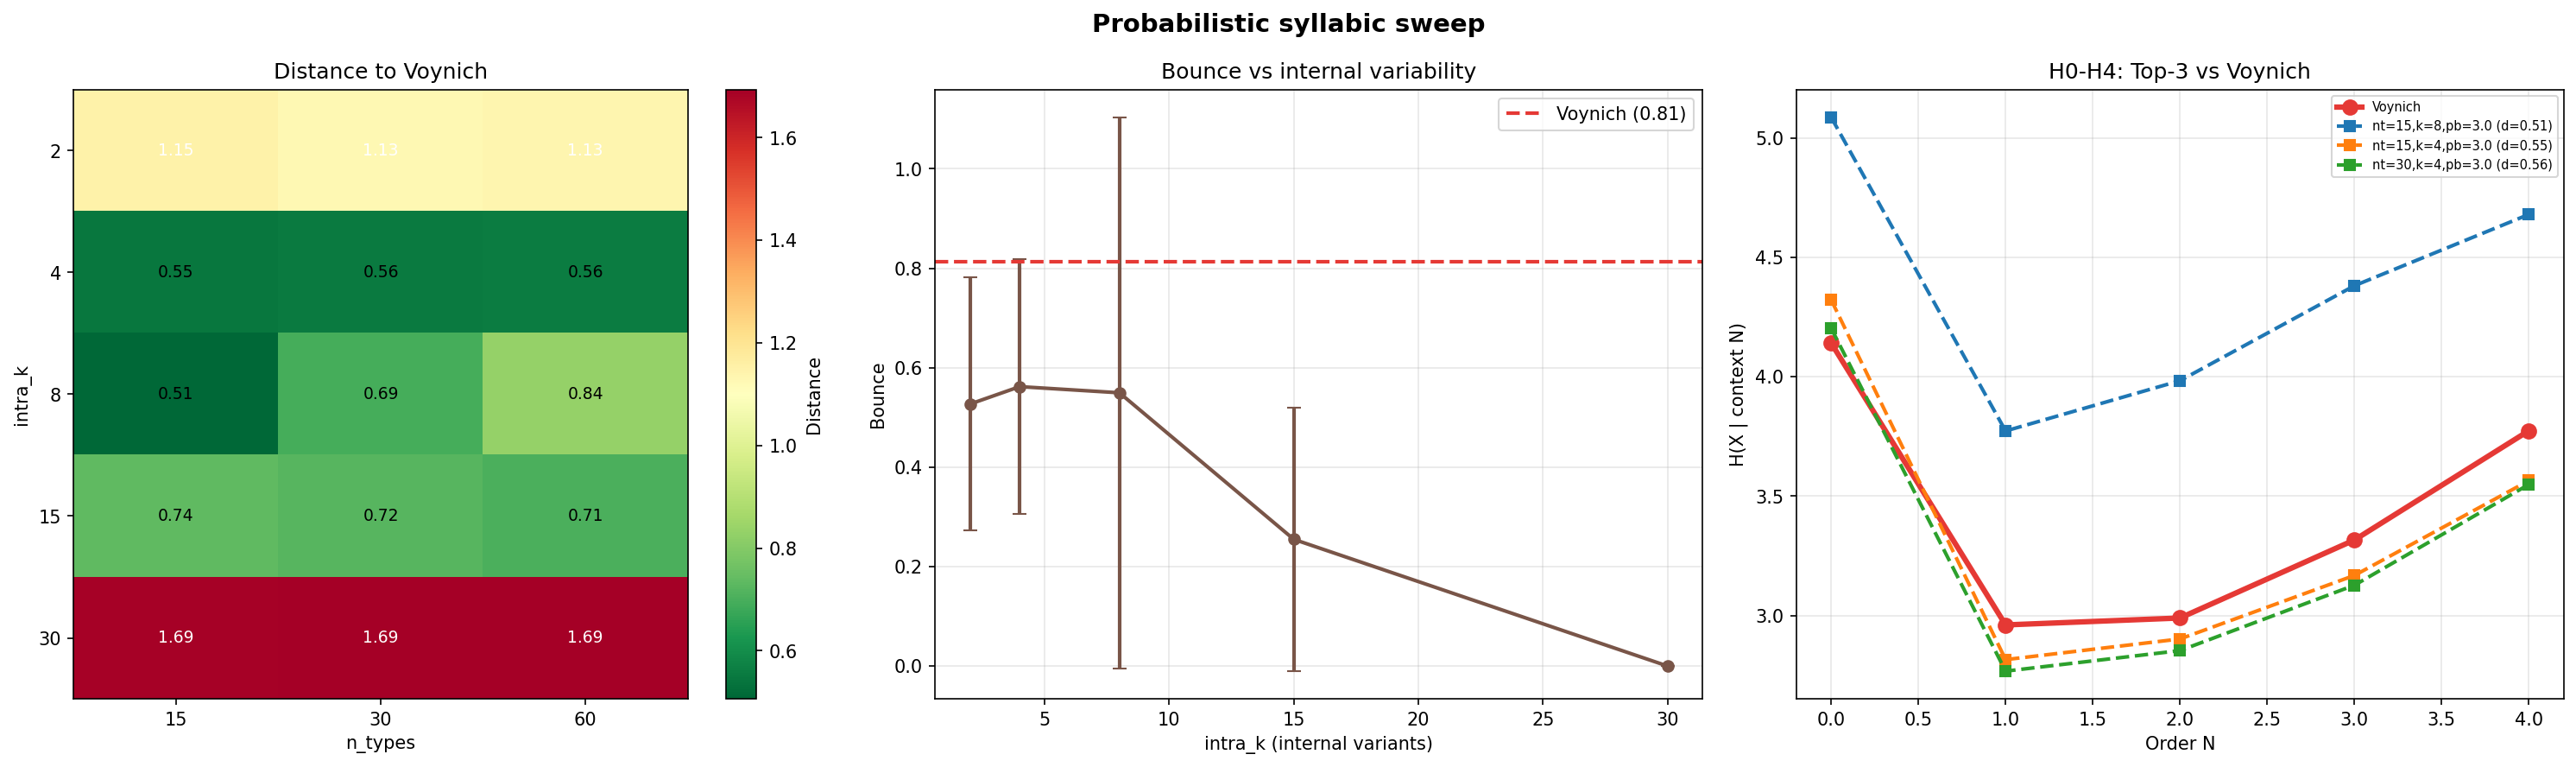 Probabilistic syllabic sweep
Distance to Voynich
1.15 1.13 1.13
0.55 0.56 0.56
0.51 0.69 0.84
0.74 0.72 0.71
1.69 1.69 1.69
2
4
8
15
30
intra_k
15 30 60
n_types
1.6
1.4
1.2
1.0
0.8
0.6
Distance
Bounce vs internal variability
Voynich (0.81)
1.0
0.8
0.6
0.4
0.2
0.0
Bounce
5 10 15 20 25 30
intra_k (internal variants)
H0-H4: Top-3 vs Voynich
Voynich
nt=15,k=8,pb=3.0 (d=0.51)
nt=15,k=4,pb=3.0 (d=0.55)
nt=30,k=4,pb=3.0 (d=0.56)
5.0
4.5
4.0
3.5
3.0
H(X | context N)
0.0 0.5 1.0 1.5 2.0 2.5 3.0 3.5 4.0
Order N